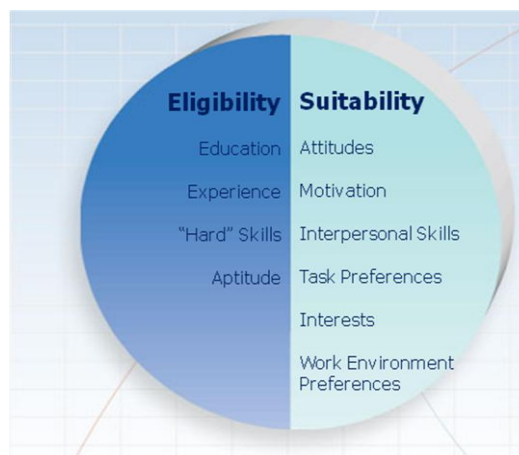 Eligibility
Education
Experience
"Hard" Skills
Aptitude
Suitability
Attitudes
Motivation
Interpersonal Skills
Task Preferences
Interests
Work Environment
Preferences